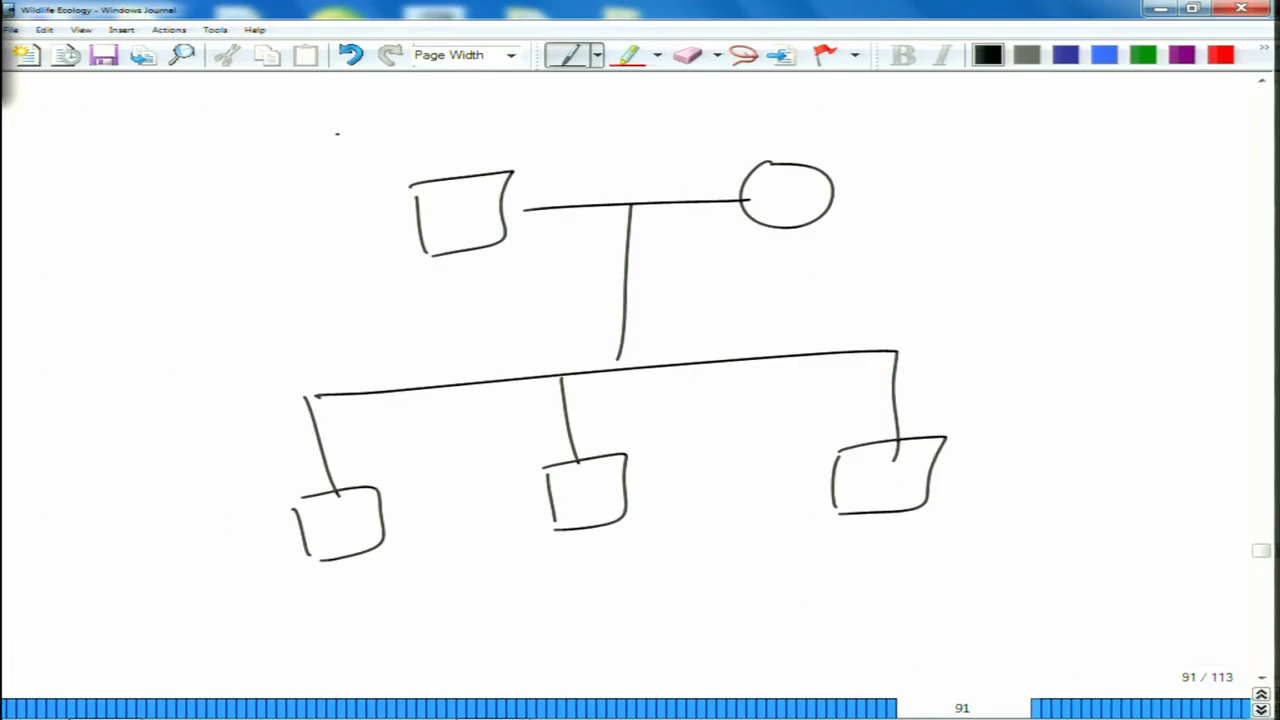 Wildlife Ecology - Windows Journal
File Edit View Insert Actions Tools Help
Page Width B I
91 / 113
91